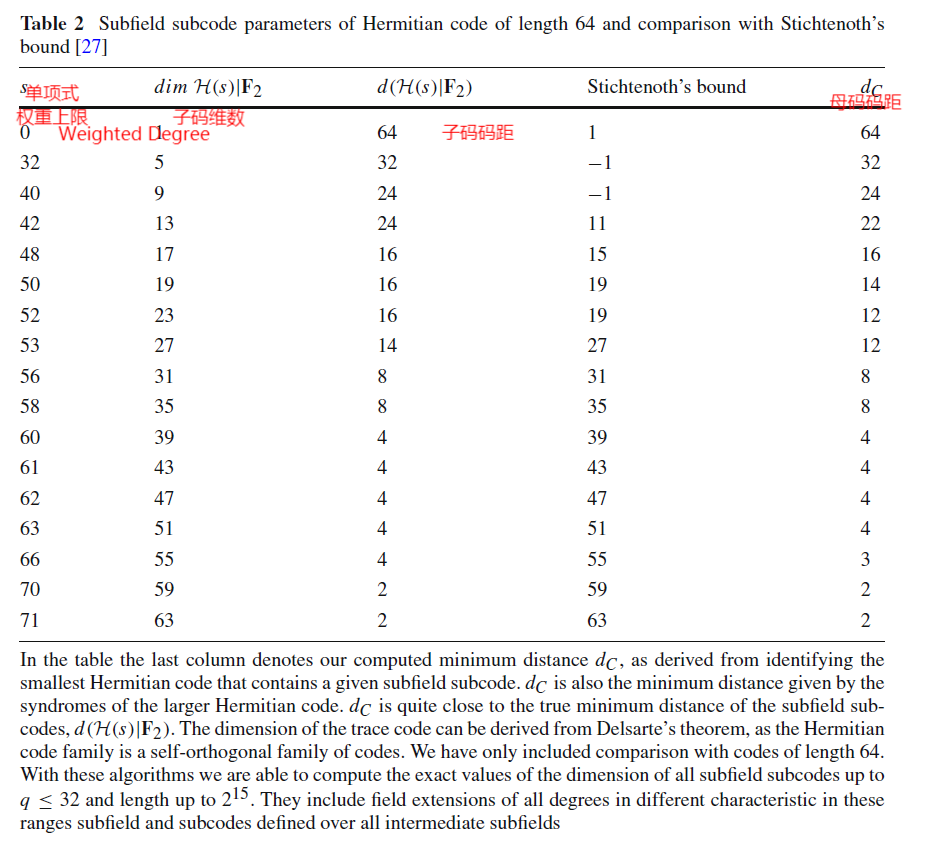 Table 2 Subfield subcode parameters of Hermitian code of length 64 and comparison with Stichtenoth's
bound [27]
s dim ℋ(s)|F₂ d(ℋ(s)|F₂) Stichtenoth's bound d_C
单项式
权重上限 子码维数 母码码距
Weighted Degree 子码码距
0 1 64 1 64
32 5 32 −1 32
40 9 24 −1 24
42 13 24 11 22
48 17 16 15 16
50 19 16 19 14
52 23 16 19 12
53 27 14 27 12
56 31 8 31 8
58 35 8 35 8
60 39 4 39 4
61 43 4 43 4
62 47 4 47 4
63 51 4 51 4
66 55 4 55 3
70 59 2 59 2
71 63 2 63 2
In the table the last column denotes our computed minimum distance d_C, as derived from identifying the
smallest Hermitian code that contains a given subfield subcode. d_C is also the minimum distance given by the
syndromes of the larger Hermitian code. d_C is quite close to the true minimum distance of the subfield sub-
codes, d(ℋ(s)|F₂). The dimension of the trace code can be derived from Delsarte's theorem, as the Hermitian
code family is a self-orthogonal family of codes. We have only included comparison with codes of length 64.
With these algorithms we are able to compute the exact values of the dimension of all subfield subcodes up to
q ≤ 32 and length up to 2¹⁵. They include field extensions of all degrees in different characteristic in these
ranges subfield and subcodes defined over all intermediate subfields